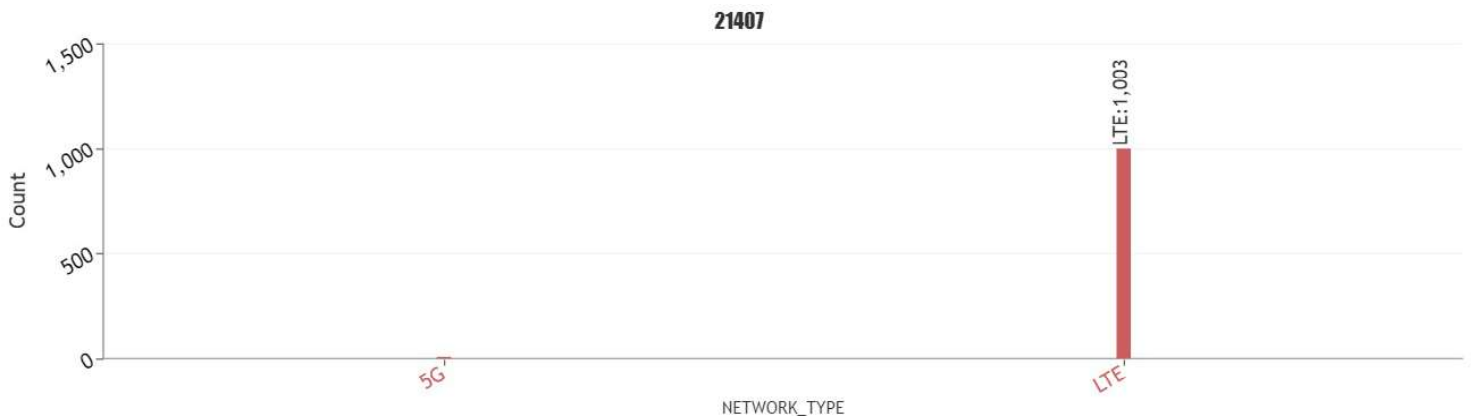 21407
1,500
1,000
500
0
Count
LTE:1,003
5G
LTE
NETWORK_TYPE